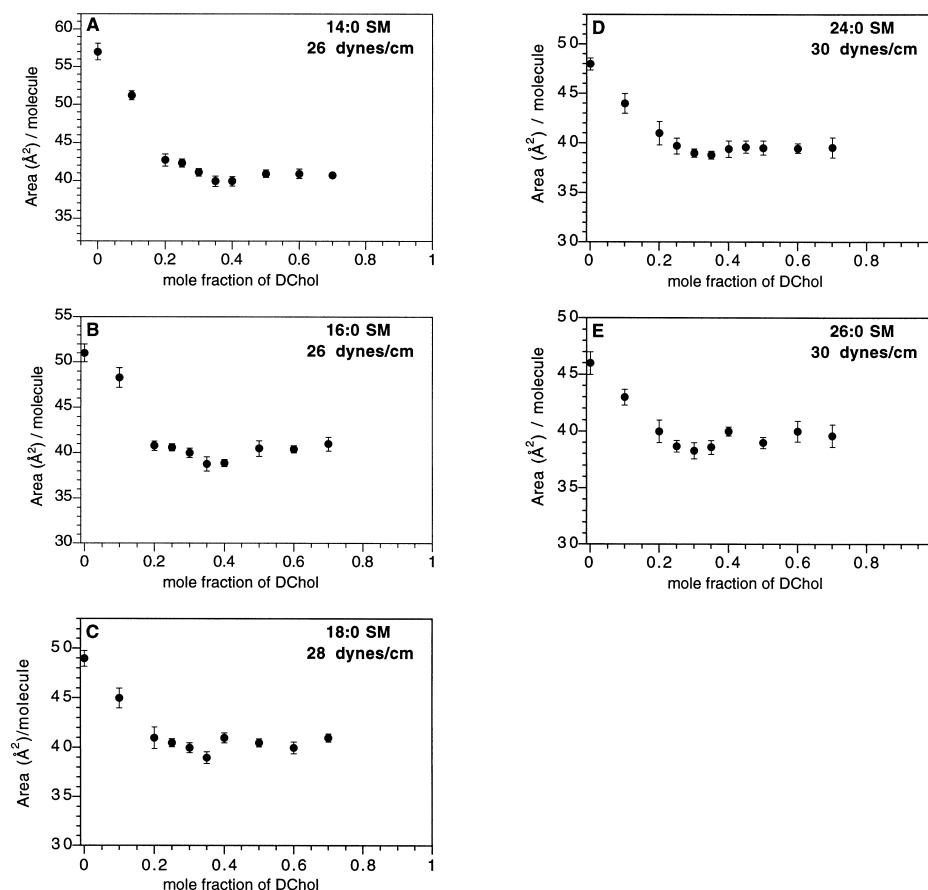 A
14:0 SM
26 dynes/cm
Area (Å²) / molecule
60
55
50
45
40
35
0 0.2 0.4 0.6 0.8 1
mole fraction of DChol
B
16:0 SM
26 dynes/cm
Area (Å²) / molecule
55
50
45
40
35
30
0 0.2 0.4 0.6 0.8 1
mole fraction of DChol
C
18:0 SM
28 dynes/cm
Area (Å²)/molecule
50
45
40
35
30
0 0.2 0.4 0.6 0.8 1
mole fraction of DChol
D
24:0 SM
30 dynes/cm
Area (Å²) / molecule
50
45
40
35
30
0 0.2 0.4 0.6 0.8
mole fraction of DChol
E
26:0 SM
30 dynes/cm
Area (Å²) / molecule
50
45
40
35
30
0 0.2 0.4 0.6 0.8
mole fraction of DChol